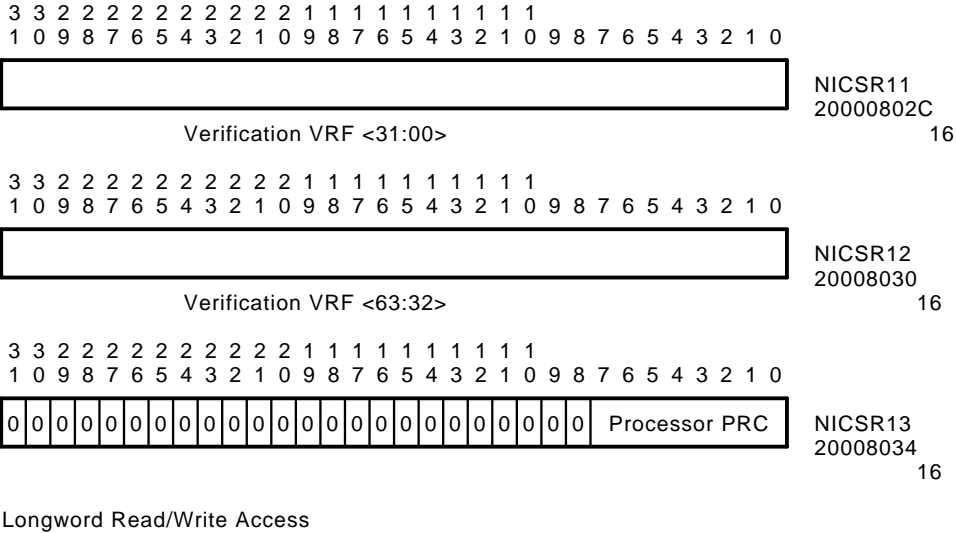 3 3 2 2 2 2 2 2 2 2 2 2 1 1 1 1 1 1 1 1 1 1
1 0 9 8 7 6 5 4 3 2 1 0 9 8 7 6 5 4 3 2 1 0 9 8 7 6 5 4 3 2 1 0
NICSR11
20000802C
16
Verification VRF <31:00>
3 3 2 2 2 2 2 2 2 2 2 2 1 1 1 1 1 1 1 1 1 1
1 0 9 8 7 6 5 4 3 2 1 0 9 8 7 6 5 4 3 2 1 0 9 8 7 6 5 4 3 2 1 0
NICSR12
20008030
16
Verification VRF <63:32>
3 3 2 2 2 2 2 2 2 2 2 2 1 1 1 1 1 1 1 1 1 1
1 0 9 8 7 6 5 4 3 2 1 0 9 8 7 6 5 4 3 2 1 0 9 8 7 6 5 4 3 2 1 0
0 0 0 0 0 0 0 0 0 0 0 0 0 0 0 0 0 0 0 0 0 0 0 0 Processor PRC
NICSR13
20008034
16
Longword Read/Write Access